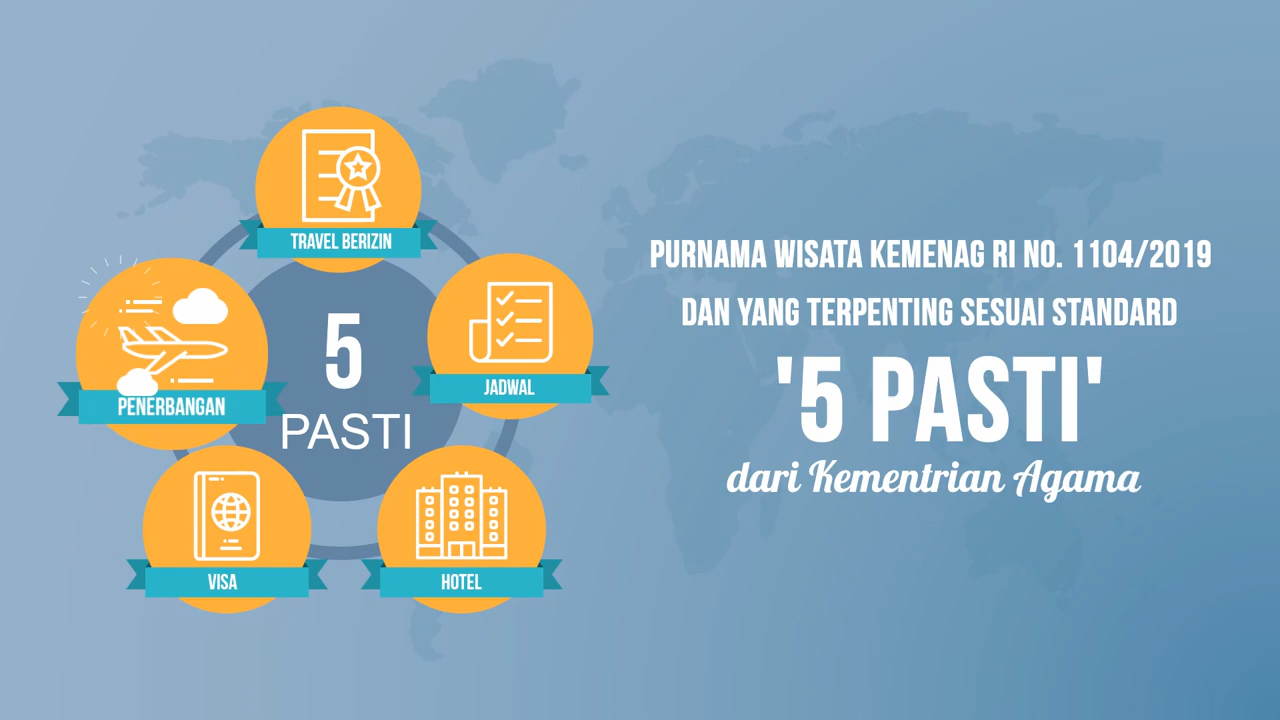 TRAVEL BERIZIN
JADWAL
5
PASTI
PENERBANGAN
VISA
HOTEL
PURNAMA WISATA KEMENAG RI NO. 1104/2019
DAN YANG TERPENTING SESUAI STANDARD
'5 PASTI'
dari Kementrian Agama